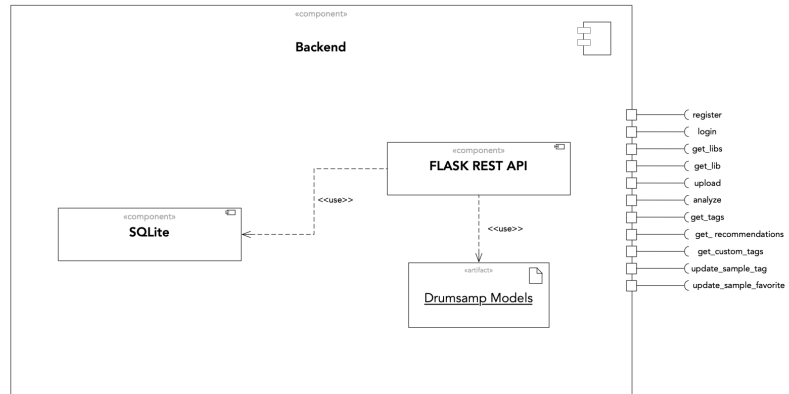 «component»
Backend
«component»
FLASK REST API
<<use>>
«component»
SQLite
<<use>>
«artifact»
Drumsamp Models
register
login
get_libs
get_lib
upload
analyze
get_tags
get_ recommendations
get_custom_tags
update_sample_tag
update_sample_favorite